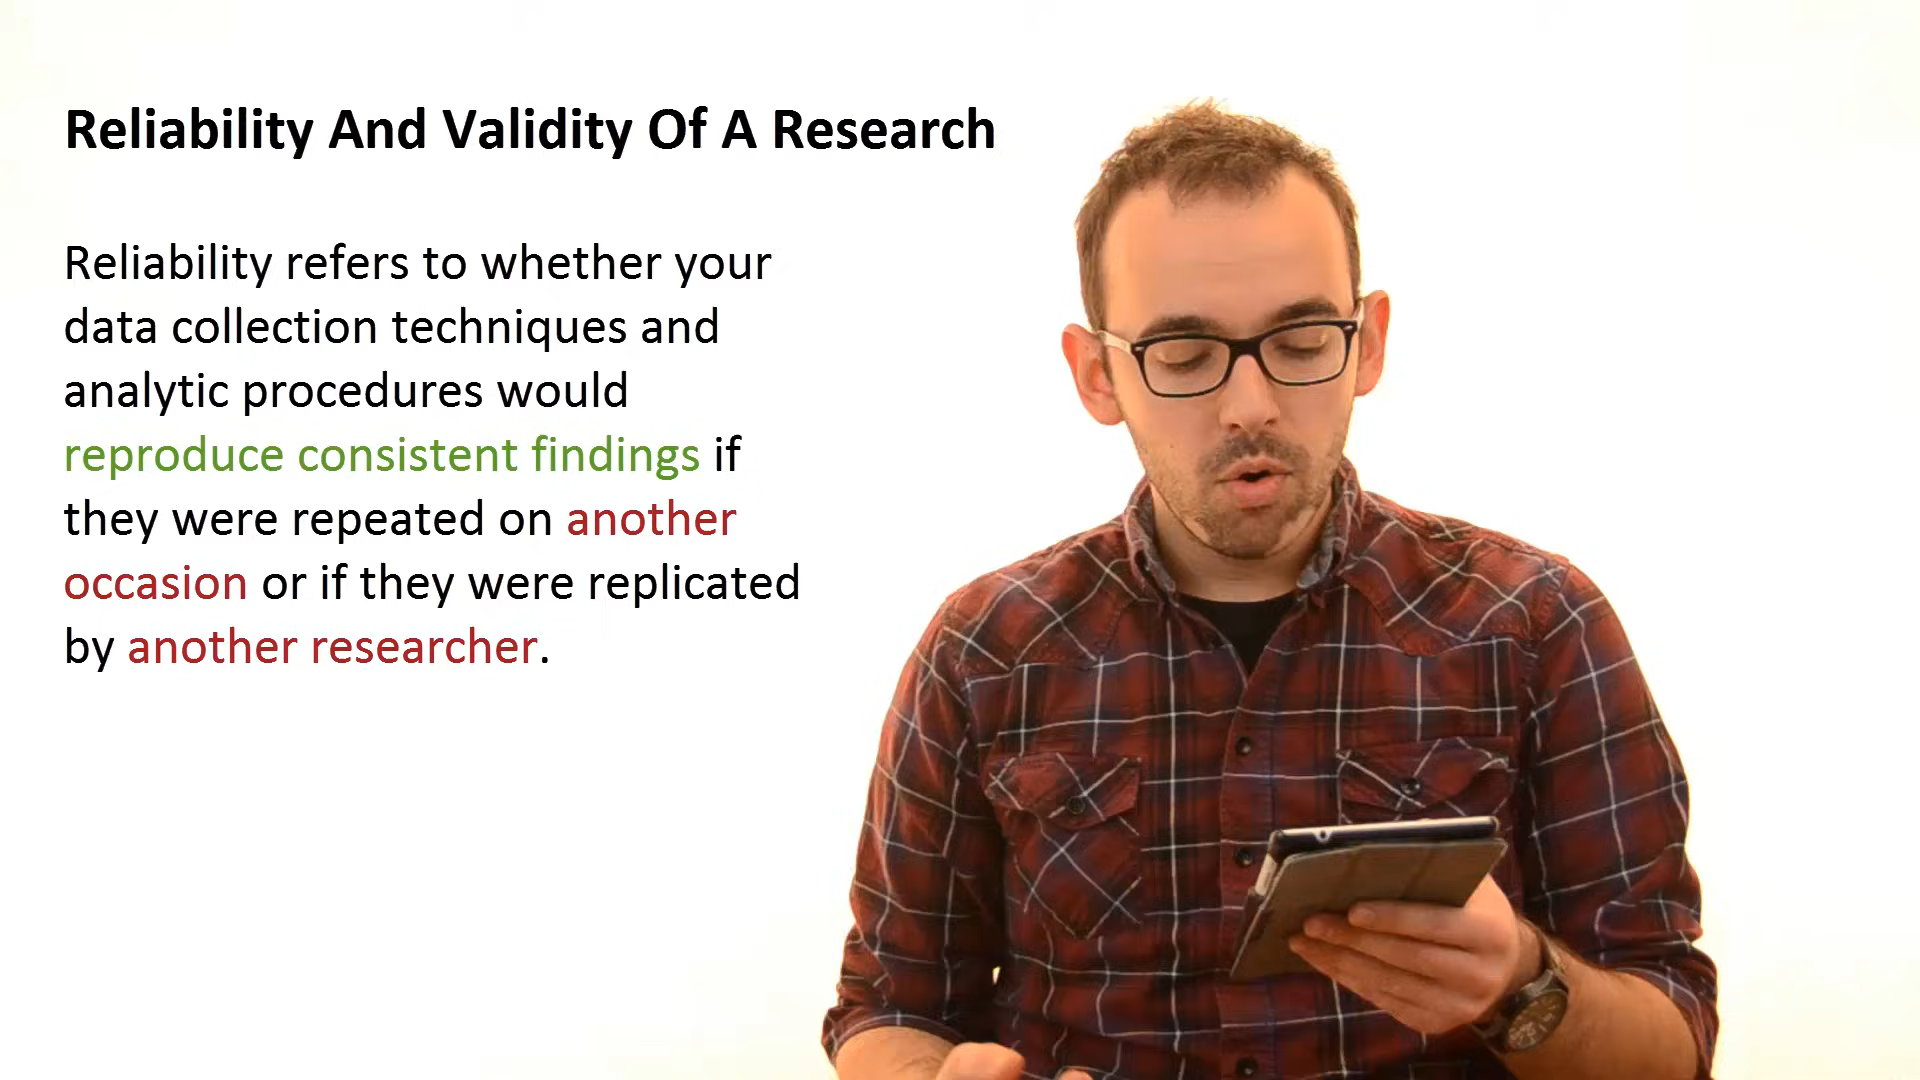 Reliability And Validity Of A Research
Reliability refers to whether your
data collection techniques and
analytic procedures would
reproduce consistent findings if
they were repeated on another
occasion or if they were replicated
by another researcher.